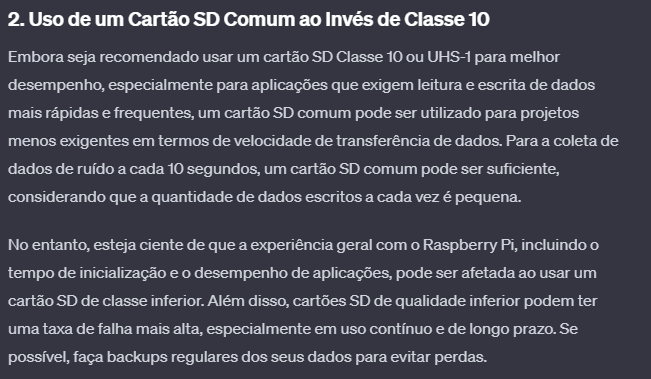 2. Uso de um Cartão SD Comum ao Invés de Classe 10
Embora seja recomendado usar um cartão SD Classe 10 ou UHS-1 para melhor
desempenho, especialmente para aplicações que exigem leitura e escrita de dados
mais rápidas e frequentes, um cartão SD comum pode ser utilizado para projetos
menos exigentes em termos de velocidade de transferência de dados. Para a coleta de
dados de ruído a cada 10 segundos, um cartão SD comum pode ser suficiente,
considerando que a quantidade de dados escritos a cada vez é pequena.
No entanto, esteja ciente de que a experiência geral com o Raspberry Pi, incluindo o
tempo de inicialização e o desempenho de aplicações, pode ser afetada ao usar um
cartão SD de classe inferior. Além disso, cartões SD de qualidade inferior podem ter
uma taxa de falha mais alta, especialmente em uso contínuo e de longo prazo. Se
possível, faça backups regulares dos seus dados para evitar perdas.